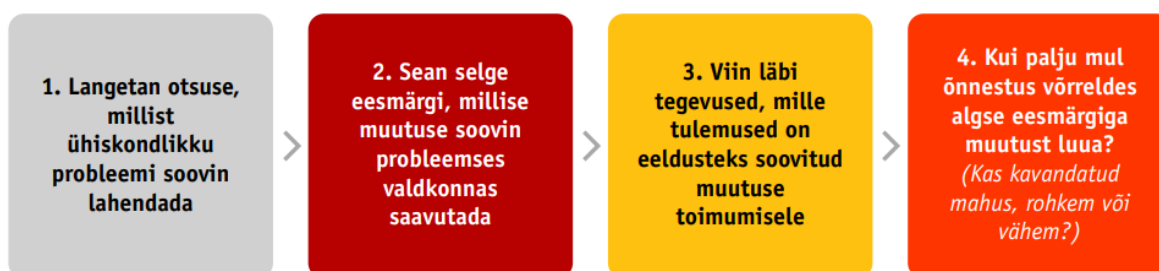 1. Langetan otsuse,
millist
ühiskondlikku
probleemi soovin
lahendada
2. Sean selge
eesmärgi, millise
muutuse soovin
probleemses
valdkonnas
saavutada
3. Viin läbi
tegevused, mille
tulemused on
eeldusteks soovitud
muutuse
toimumisele
4. Kui palju mul
õnnestus võrreldes
algse eesmärgiga
muutust luua?
(Kas kavandatud
mahus, rohkem või
vähem?)